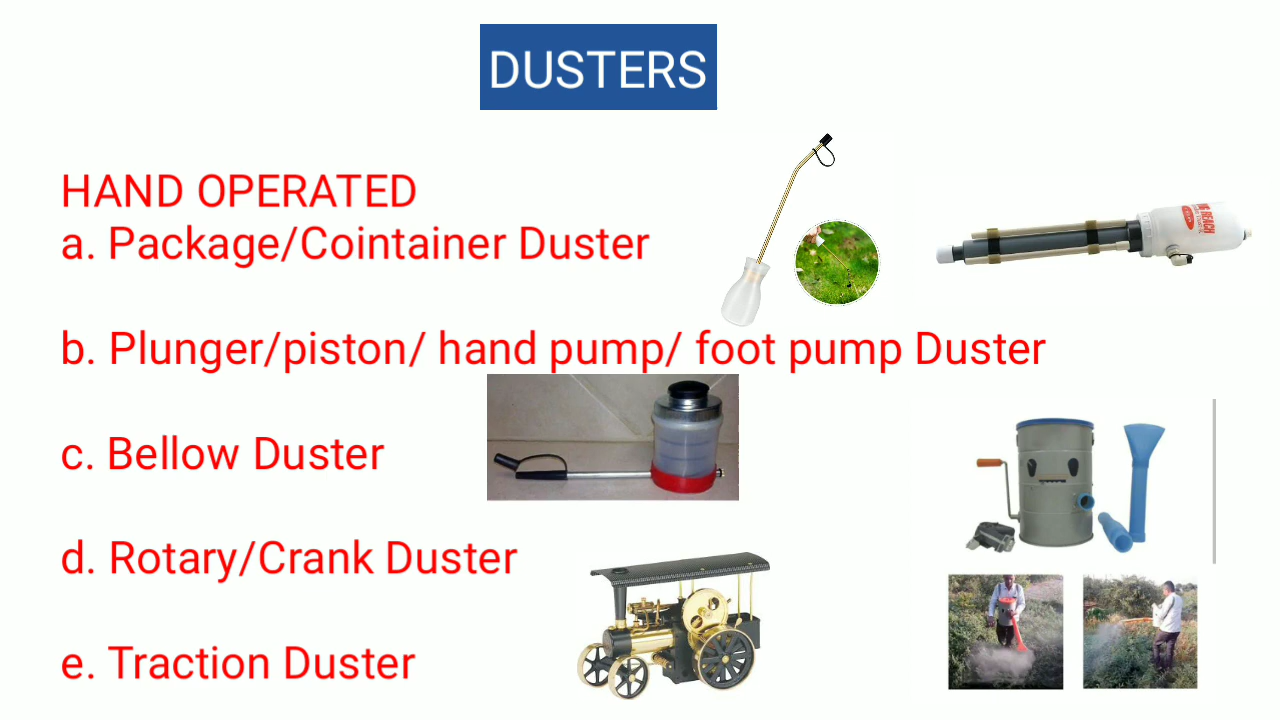 DUSTERS
HAND OPERATED
a. Package/Cointainer Duster
b. Plunger/piston/ hand pump/ foot pump Duster
c. Bellow Duster
d. Rotary/Crank Duster
e. Traction Duster